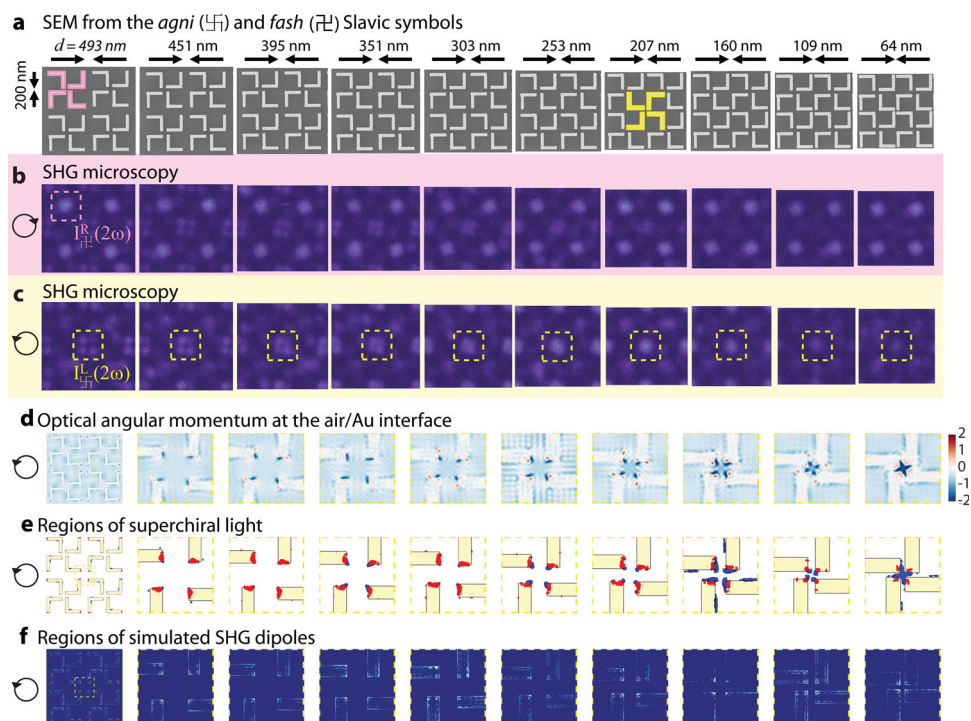 a SEM from the agni (卐) and fash (卍) Slavic symbols
d = 493 nm 451 nm 395 nm 351 nm 303 nm 253 nm 207 nm 160 nm 109 nm 64 nm
200 nm
b SHG microscopy
I^R_卍(2ω)
c SHG microscopy
I^L_卐(2ω)
d Optical angular momentum at the air/Au interface
2
1
0
-1
-2
e Regions of superchiral light
f Regions of simulated SHG dipoles